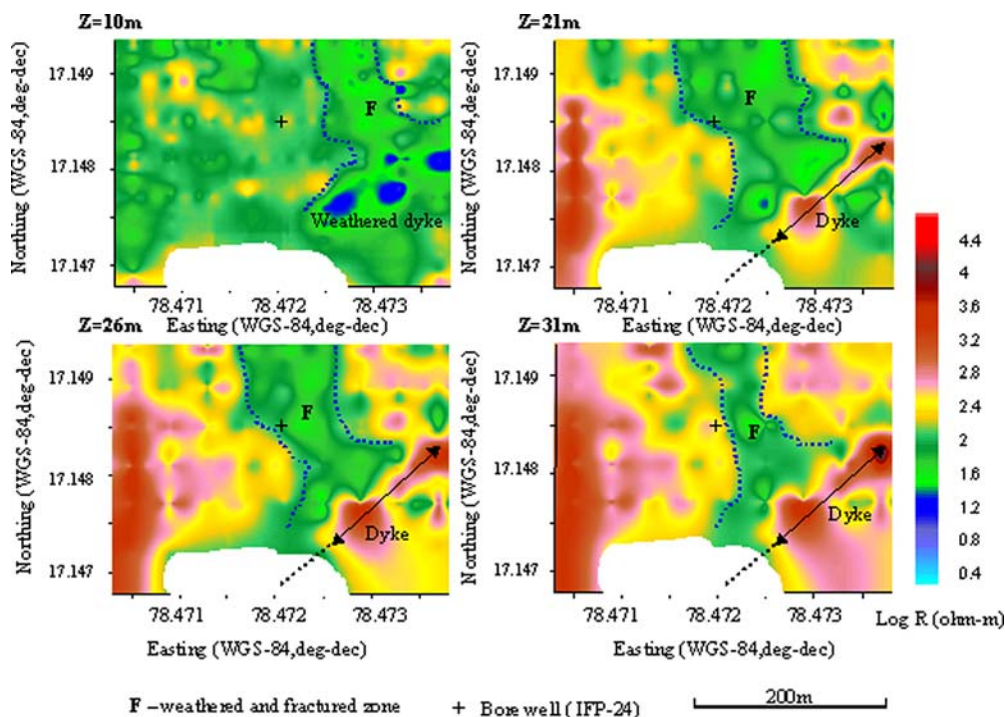 Z=10m
Z=21m
Northing (WGS-84,deg-dec)
17.149
17.148
17.147
F
+
Weathered dyke
78.471 78.472 78.473
Easting (WGS-84,deg-dec)
Northing (WGS-84,deg-dec)
17.149
17.148
17.147
F
+
Dyke
78.471 78.472 78.473
Easting (WGS-84,deg-dec)
Z=26m
Z=31m
Northing (WGS-84,deg-dec)
17.149
17.148
17.147
F
+
Dyke
78.471 78.472 78.473
Easting (WGS-84,deg-dec)
Northing (WGS-84,deg-dec)
17.149
17.148
17.147
F
+
Dyke
78.471 78.472 78.473
Easting (WGS-84,deg-dec)
4.4
4
3.6
3.2
2.8
2.4
2
1.6
1.2
0.8
0.4
Log R (ohm-m)
F –weathered and fractured zone
+ Bore well ( IFP-24)
200m